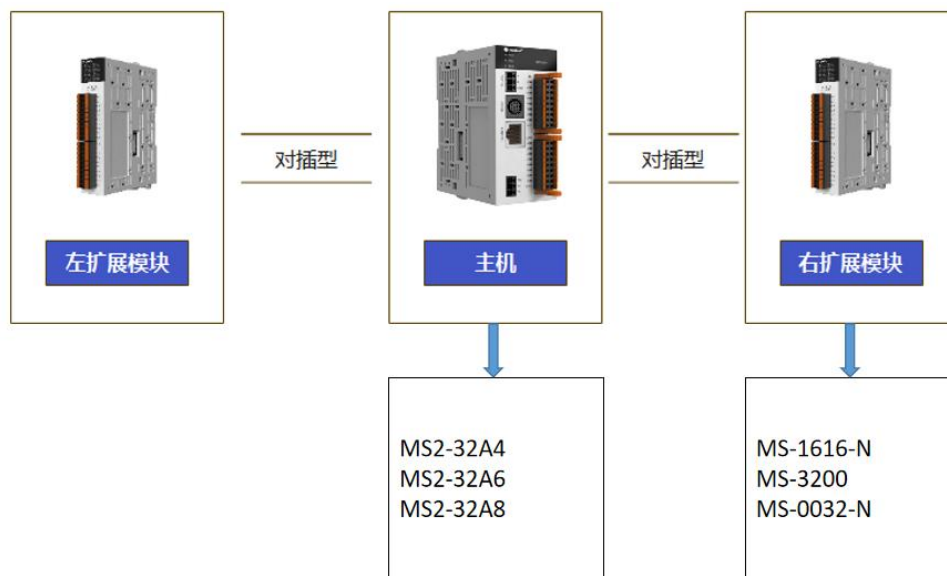 对插型
对插型
左扩展模块
主机
右扩展模块
MS2-32A4
MS2-32A6
MS2-32A8
MS-1616-N
MS-3200
MS-0032-N